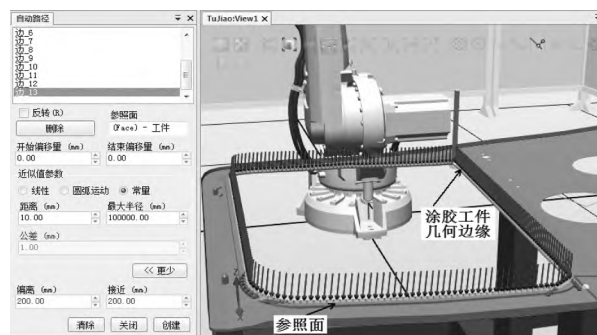 自动路径
边_6
边_7
边_8
边_9
边_10
边_11
边_12
边_13
反转 (R)
参照面
删除
(Face) - 工件
开始偏移量 (mm)
结束偏移量 (mm)
0.00
0.00
近似值参数
线性
圆弧运动
常量
距离 (mm)
最大半径 (mm)
10.00
100000.00
公差 (mm)
1.00
<< 更少
偏离 (mm)
接近 (mm)
200.00
200.00
清除
关闭
创建
TuJiao:View1
涂胶工件
几何边缘
参照面